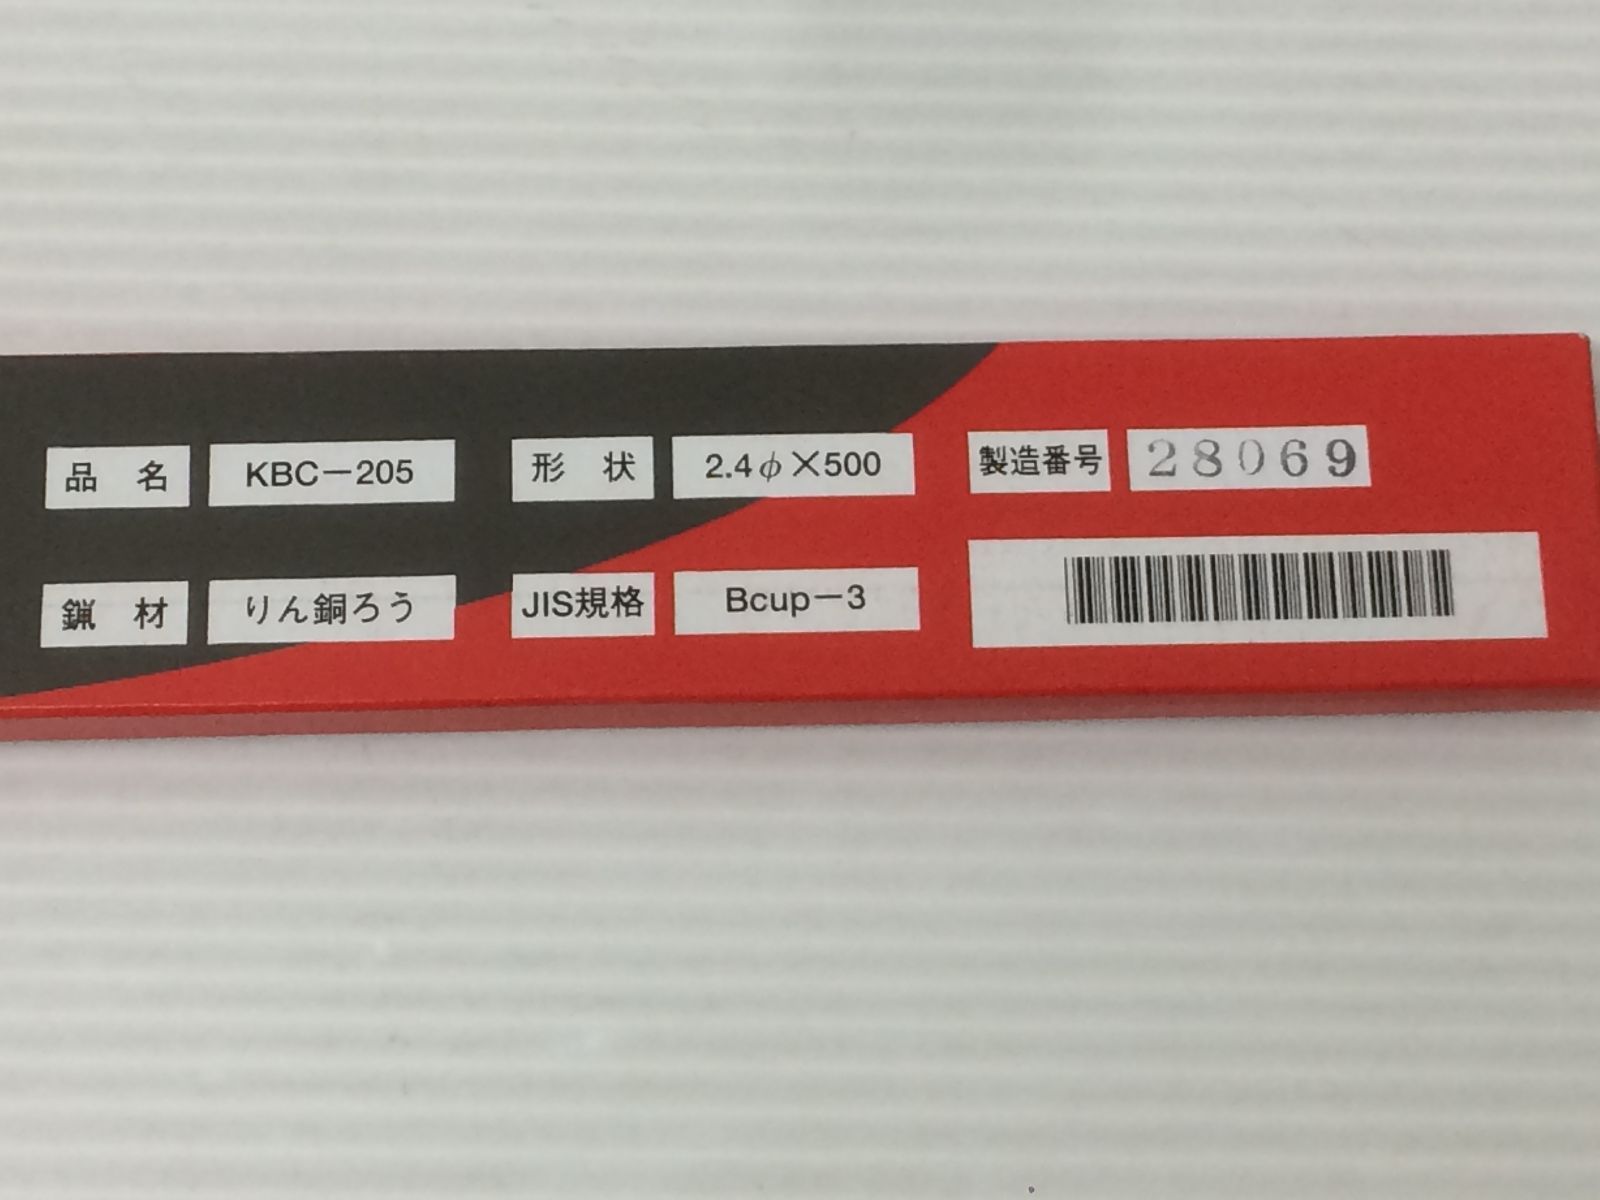 品 名 KBC－205 形 状 2.4φ×500 製造番号 28069
鑞 材 りん銅ろう JIS規格 Bcup－3